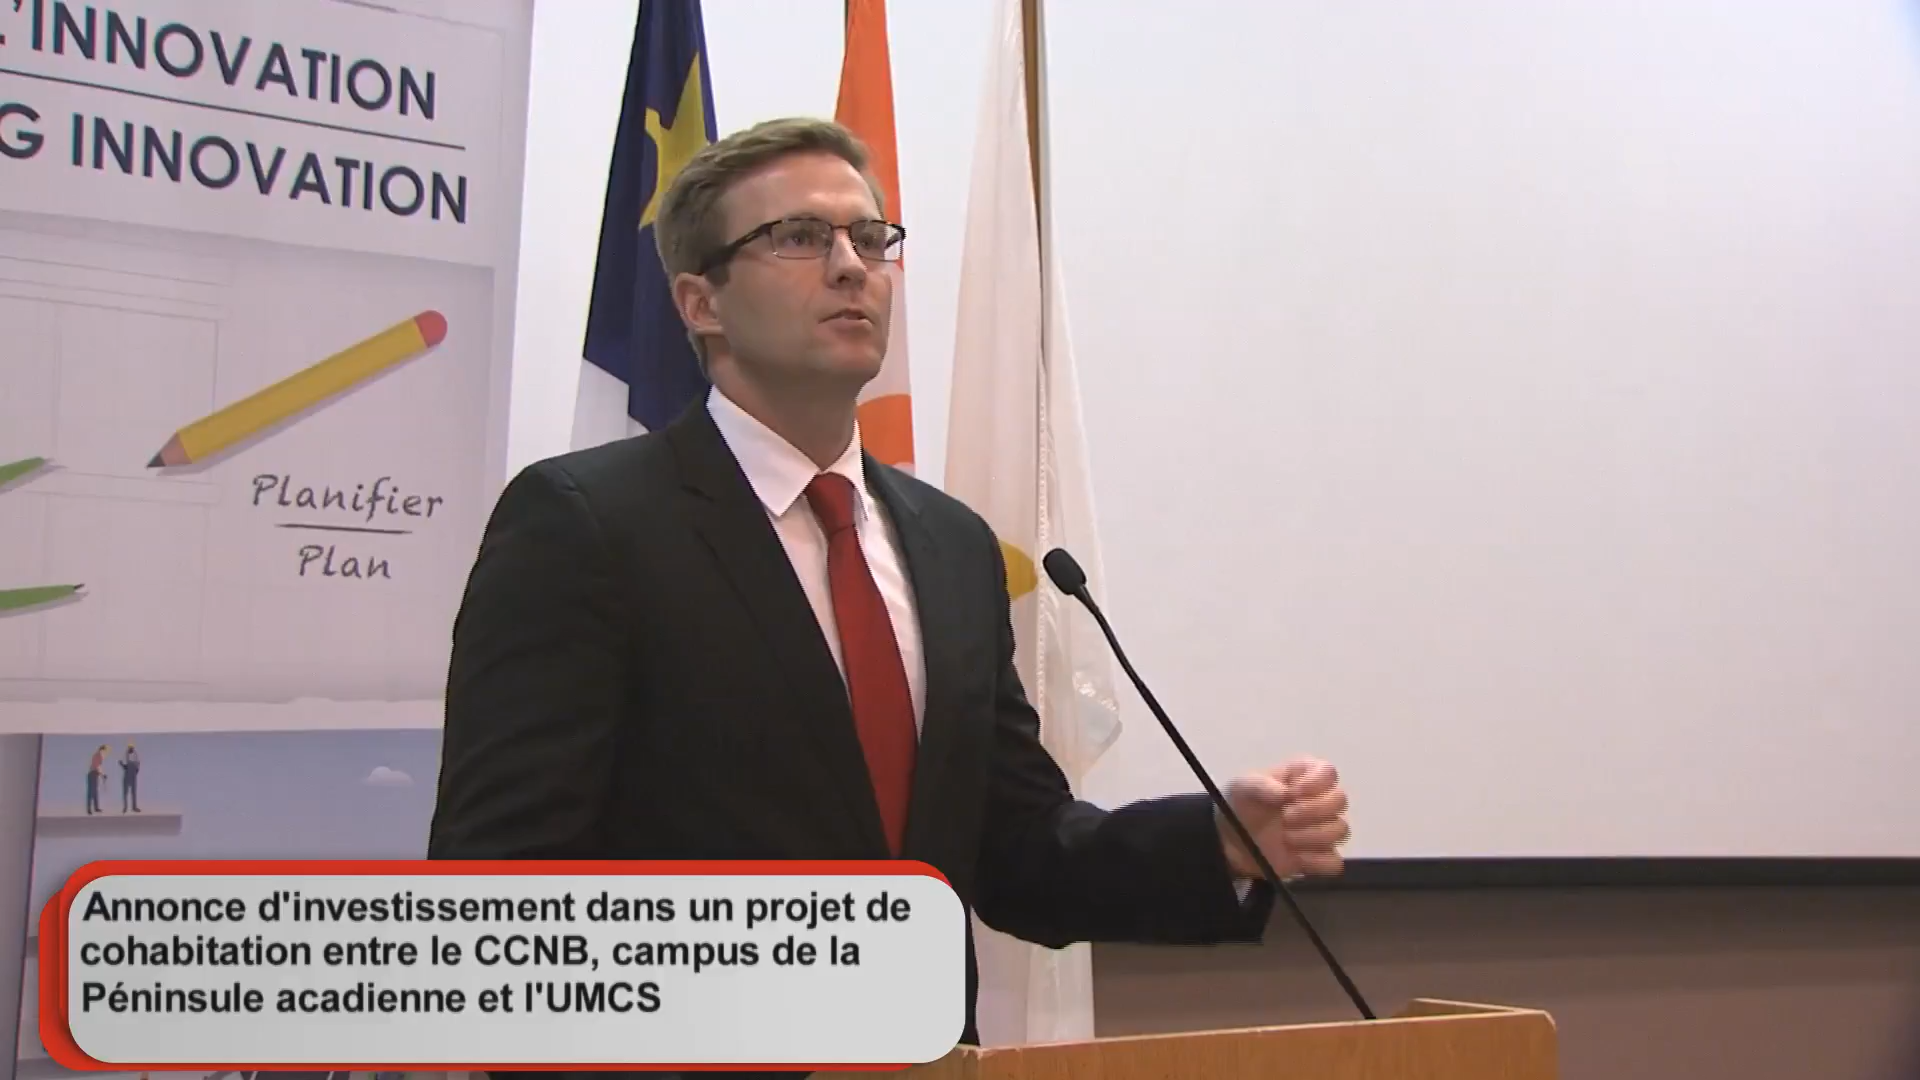 L'INNOVATION
G INNOVATION
Planifier
Plan
Annonce d'investissement dans un projet de
cohabitation entre le CCNB, campus de la
Péninsule acadienne et l'UMCS